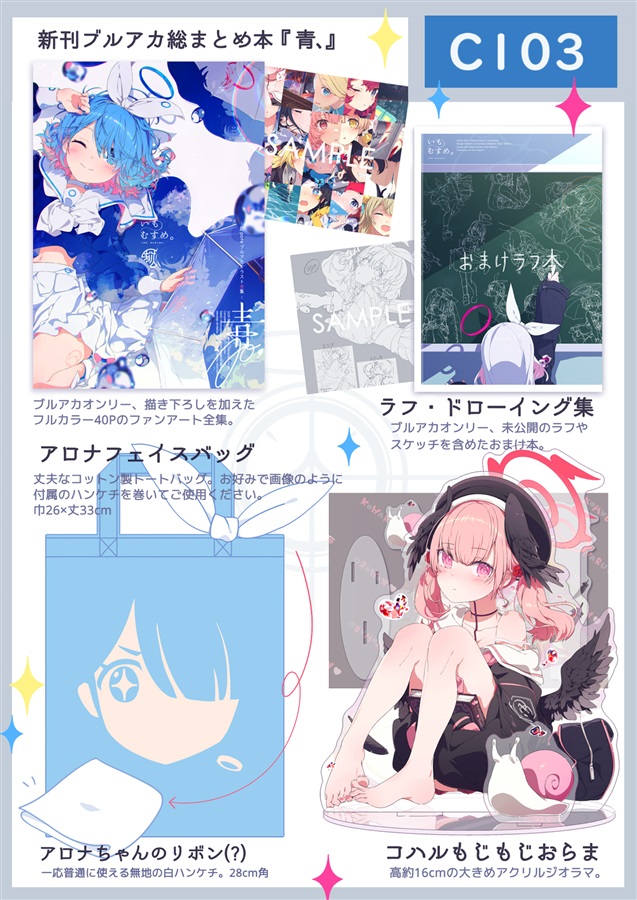 新刊ブルアカ総まとめ本『青、』
C103
SAMPLE
いもむすめ。
青
いもむすめ。
おまけラフ本
SAMPLE
ブルアカオンリー、描き下ろしを加えた
フルカラー40Pのファンアート全集。
ラフ・ドローイング集
ブルアカオンリー、未公開のラフや
スケッチを含めたおまけ本。
アロナフェイスバッグ
丈夫なコットン製トートバッグ。お好みで画像のように
付属のハンケチを巻いてご使用ください。
巾26×丈33cm
アロナちゃんのリボン(?)
一応普通に使える無地の白ハンケチ。28cm角
コハルもじもじおらま
高約16cmの大きめアクリルジオラマ。